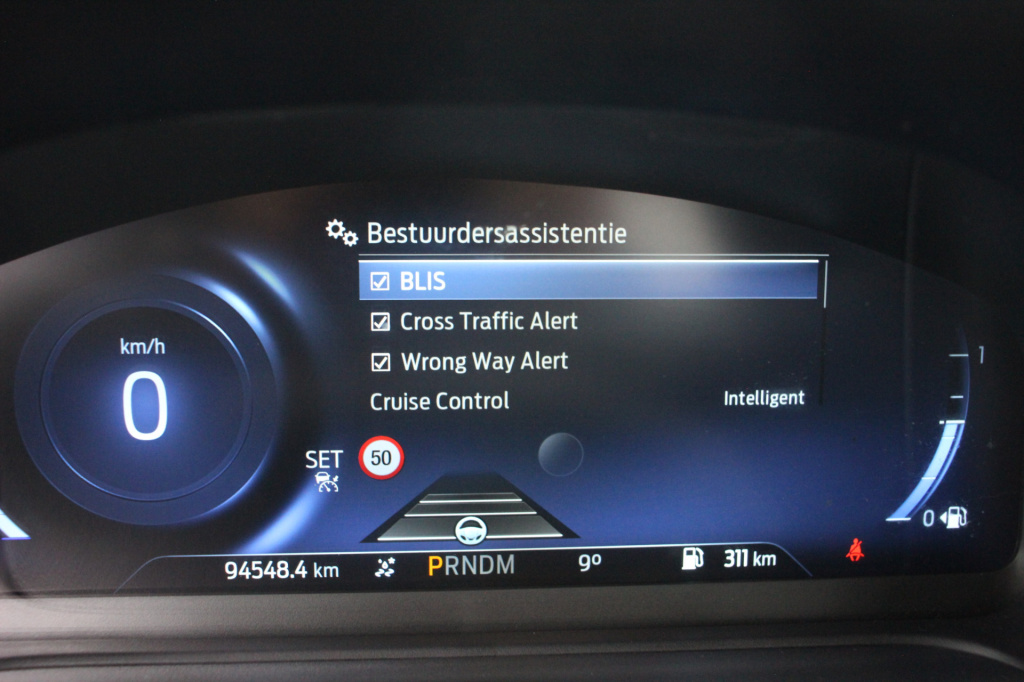 Bestuurdersassistentie
BLIS
Cross Traffic Alert
Wrong Way Alert
Cruise Control Intelligent
km/h
0
SET
50
1
0
94548.4 km PRNDM 9º 311 km